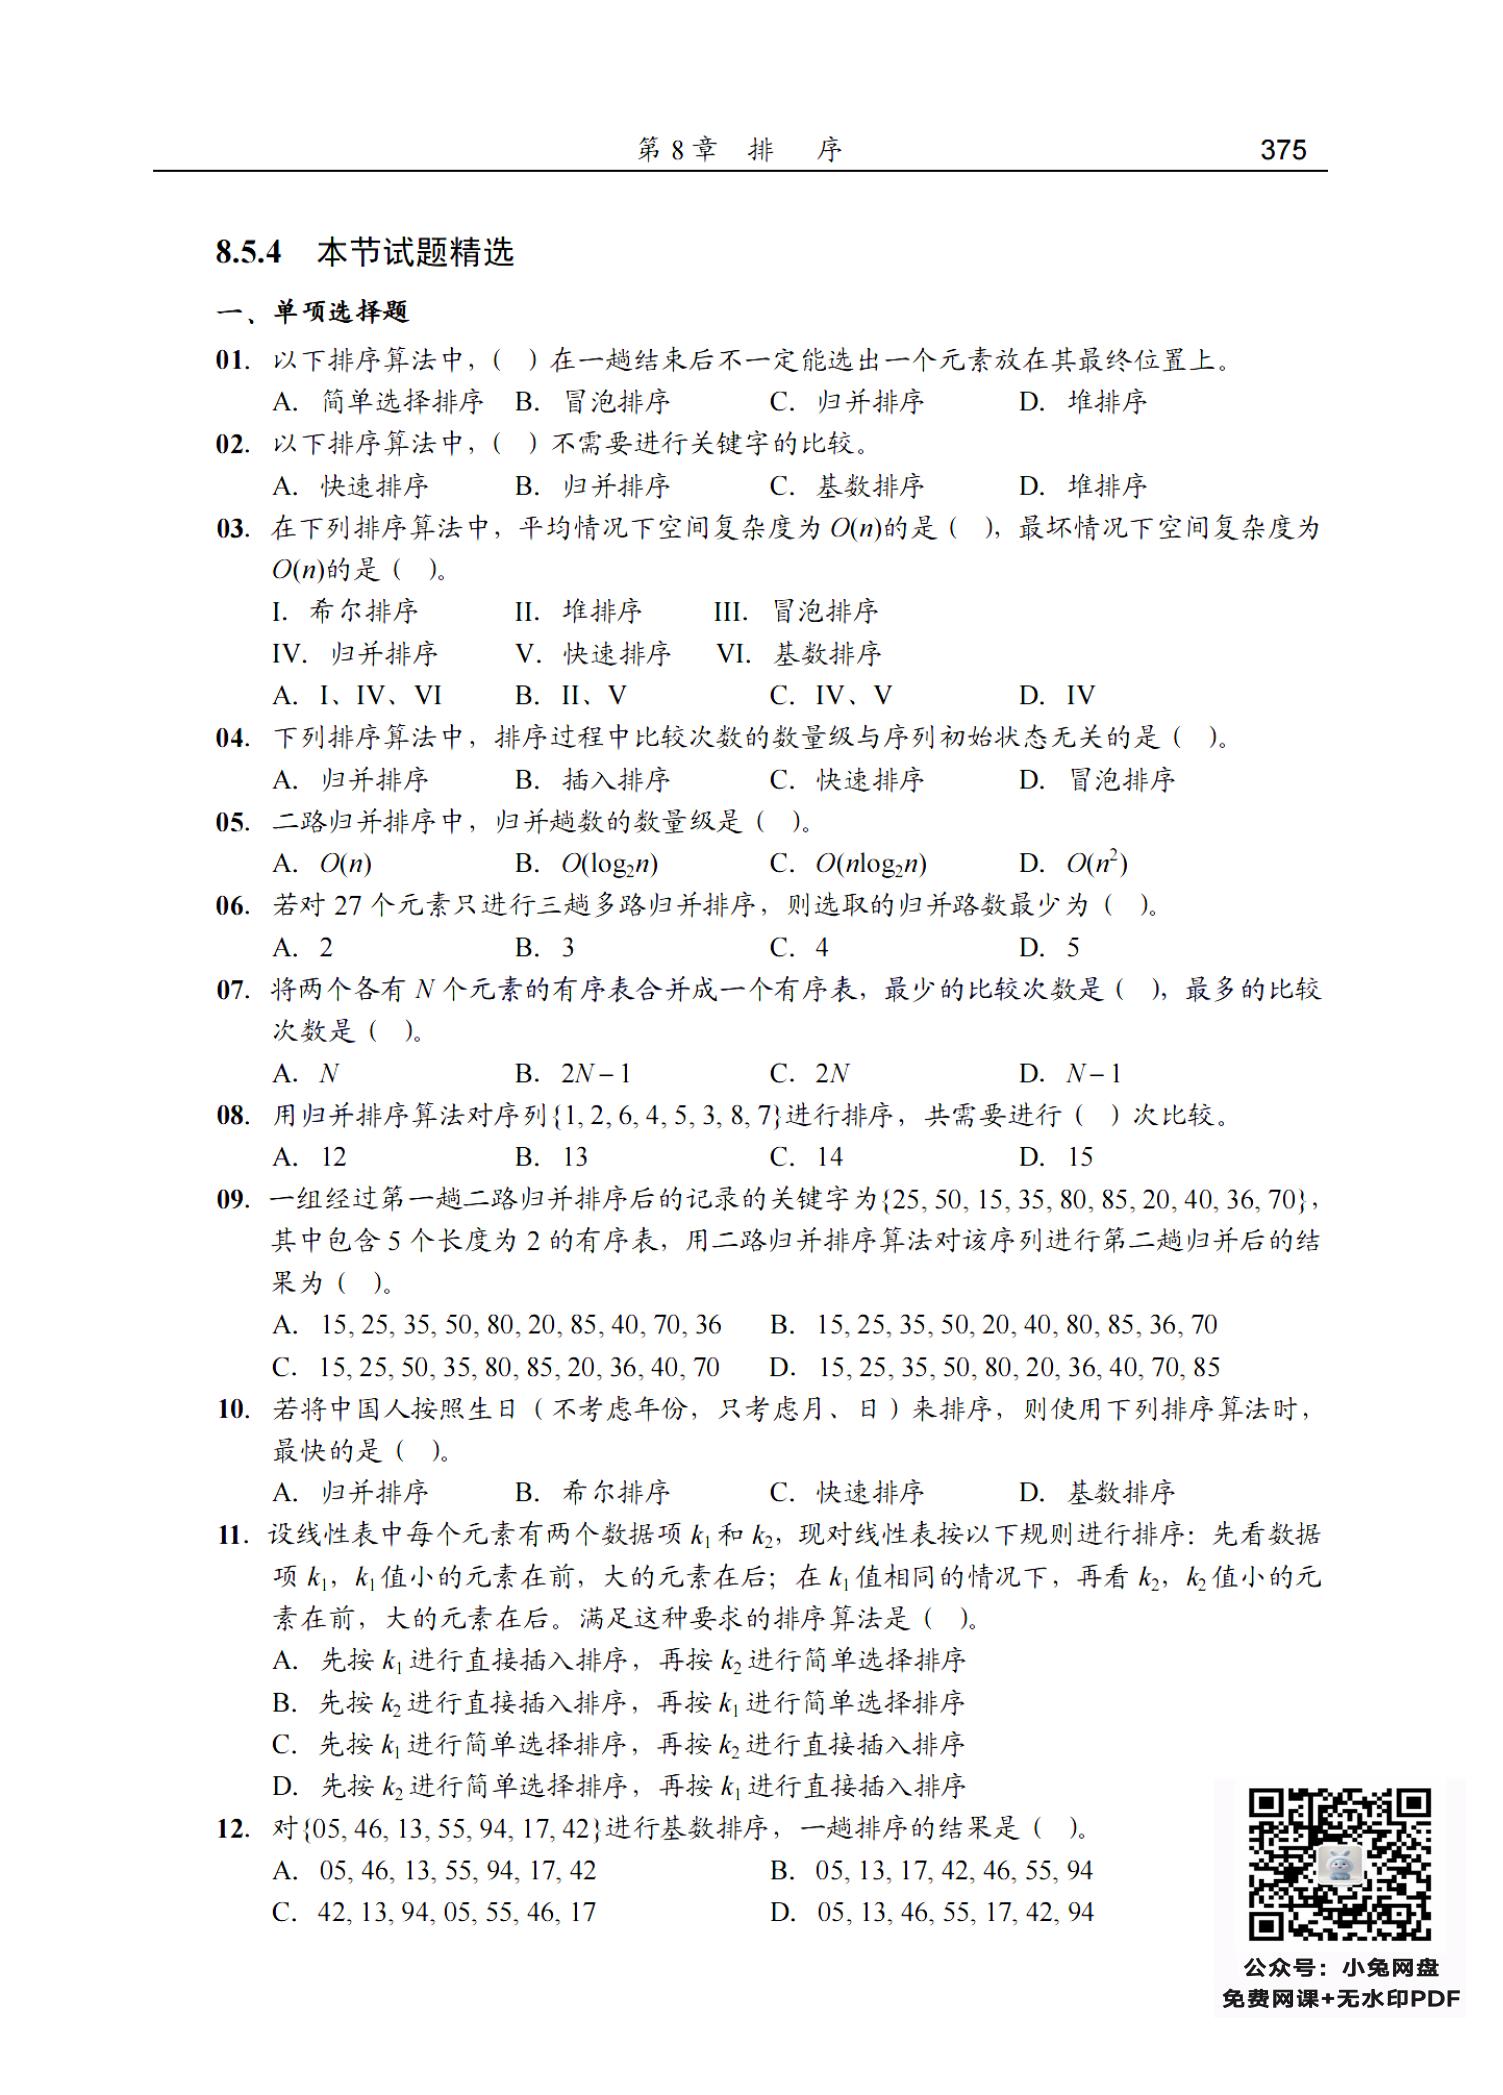 第 8 章 排 序 375
8.5.4 本节试题精选
一、单项选择题
01. 以下排序算法中，( ) 在一趟结束后不一定能选出一个元素放在其最终位置上。
A. 简单选择排序 B. 冒泡排序 C. 归并排序 D. 堆排序
02. 以下排序算法中，( ) 不需要进行关键字的比较。
A. 快速排序 B. 归并排序 C. 基数排序 D. 堆排序
03. 在下列排序算法中，平均情况下空间复杂度为 O(n)的是 ( )，最坏情况下空间复杂度为
O(n)的是 ( )。
I. 希尔排序 II. 堆排序 III. 冒泡排序
IV. 归并排序 V. 快速排序 VI. 基数排序
A. I、IV、VI B. II、V C. IV、V D. IV
04. 下列排序算法中，排序过程中比较次数的数量级与序列初始状态无关的是 ( )。
A. 归并排序 B. 插入排序 C. 快速排序 D. 冒泡排序
05. 二路归并排序中，归并趟数的数量级是 ( )。
A. O(n) B. O(log₂n) C. O(nlog₂n) D. O(n²)
06. 若对 27 个元素只进行三趟多路归并排序，则选取的归并路数最少为 ( )。
A. 2 B. 3 C. 4 D. 5
07. 将两个各有 N 个元素的有序表合并成一个有序表，最少的比较次数是 ( )，最多的比较
次数是 ( )。
A. N B. 2N−1 C. 2N D. N−1
08. 用归并排序算法对序列{1, 2, 6, 4, 5, 3, 8, 7}进行排序，共需要进行 ( ) 次比较。
A. 12 B. 13 C. 14 D. 15
09. 一组经过第一趟二路归并排序后的记录的关键字为{25, 50, 15, 35, 80, 85, 20, 40, 36, 70}，
其中包含 5 个长度为 2 的有序表，用二路归并排序算法对该序列进行第二趟归并后的结
果为 ( )。
A. 15, 25, 35, 50, 80, 20, 85, 40, 70, 36 B. 15, 25, 35, 50, 20, 40, 80, 85, 36, 70
C. 15, 25, 50, 35, 80, 85, 20, 36, 40, 70 D. 15, 25, 35, 50, 80, 20, 36, 40, 70, 85
10. 若将中国人按照生日（不考虑年份，只考虑月、日）来排序，则使用下列排序算法时，
最快的是 ( )。
A. 归并排序 B. 希尔排序 C. 快速排序 D. 基数排序
11. 设线性表中每个元素有两个数据项 k₁和 k₂，现对线性表按以下规则进行排序：先看数据
项 k₁，k₁值小的元素在前，大的元素在后；在 k₁值相同的情况下，再看 k₂，k₂值小的元
素在前，大的元素在后。满足这种要求的排序算法是 ( )。
A. 先按 k₁进行直接插入排序，再按 k₂进行简单选择排序
B. 先按 k₂进行直接插入排序，再按 k₁进行简单选择排序
C. 先按 k₁进行简单选择排序，再按 k₂进行直接插入排序
D. 先按 k₂进行简单选择排序，再按 k₁进行直接插入排序
12. 对{05, 46, 13, 55, 94, 17, 42}进行基数排序，一趟排序的结果是 ( )。
A. 05, 46, 13, 55, 94, 17, 42 B. 05, 13, 17, 42, 46, 55, 94
C. 42, 13, 94, 05, 55, 46, 17 D. 05, 13, 46, 55, 17, 42, 94
公众号：小兔网盘
免费网课+无水印PDF